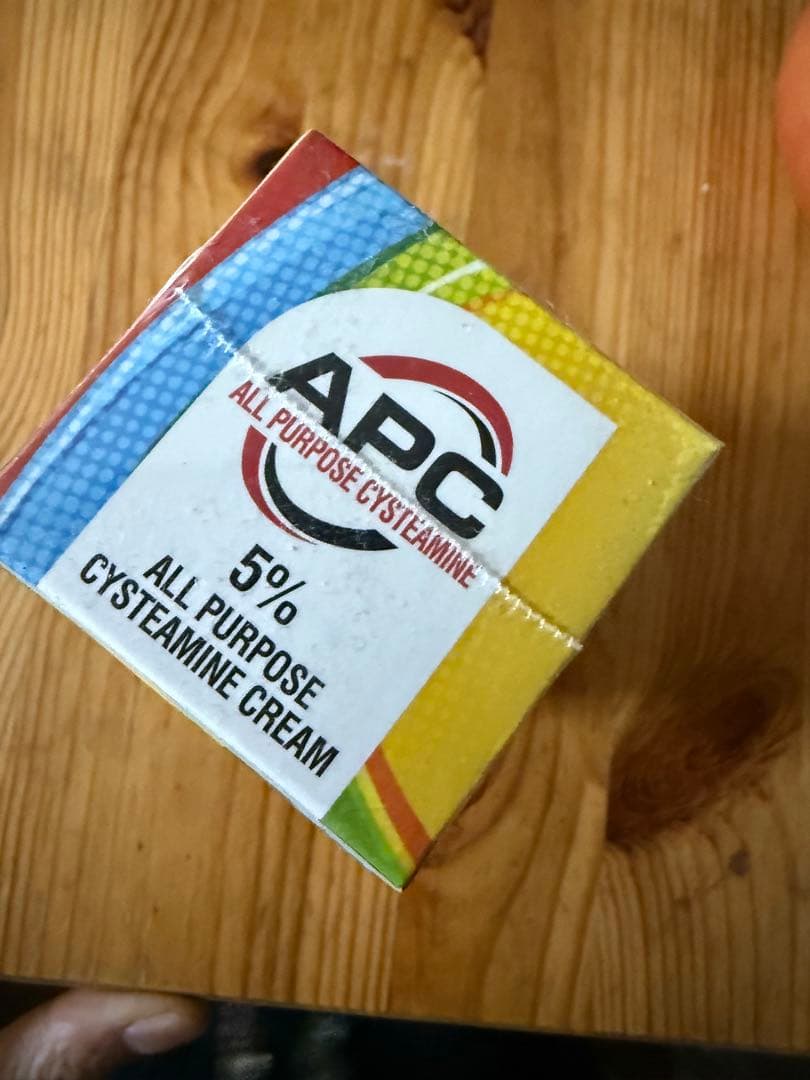 APC
ALL PURPOSE CYSTEAMINE
5%
ALL PURPOSE
CYSTEAMINE CREAM